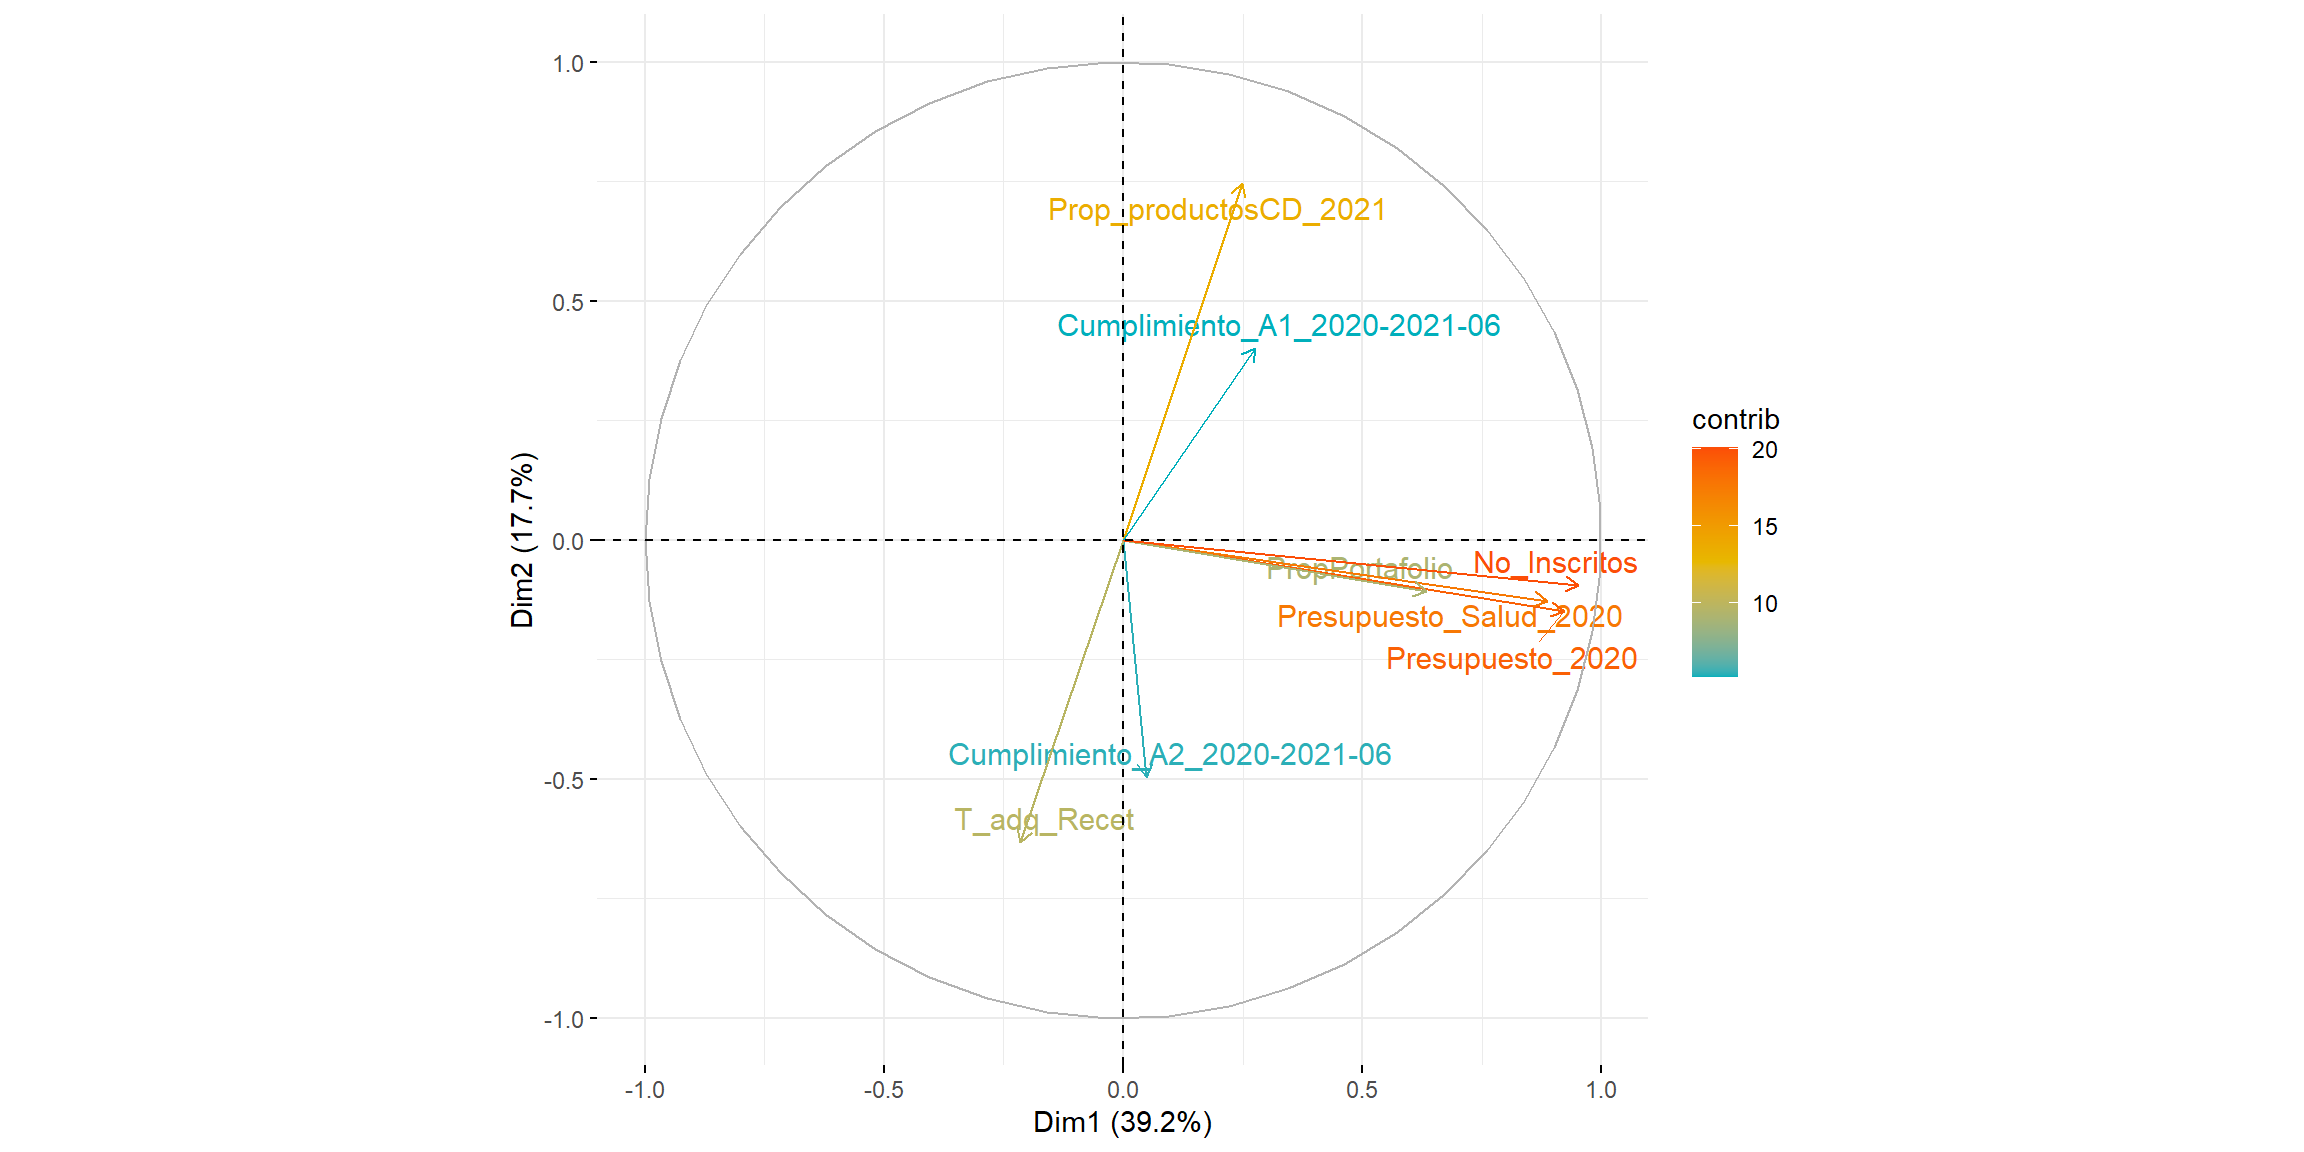 1.0
Prop_productosCD_2021
0.5
Cumplimiento_A1_2020-2021-06
contrib
20
15
10
Dim2 (17.7%)
0.0
No_Inscritos
PropPortafolio
Presupuesto_Salud_2020
Presupuesto_2020
Cumplimiento_A2_2020-2021-06
-0.5
T_adq_Recet
-1.0
-1.0 -0.5 0.0 0.5 1.0
Dim1 (39.2%)